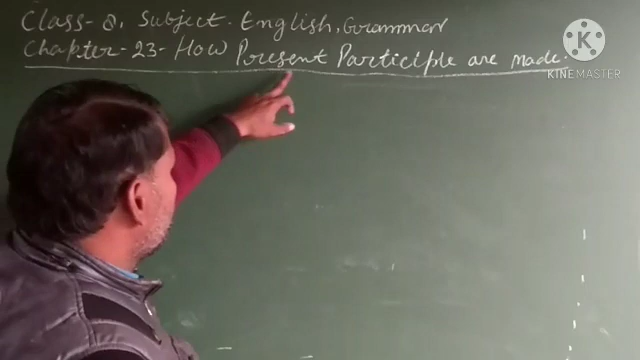 Class-8, Subject. English, Grammar
Chapter-23-How Present Participle are made.
K
KINEMASTER